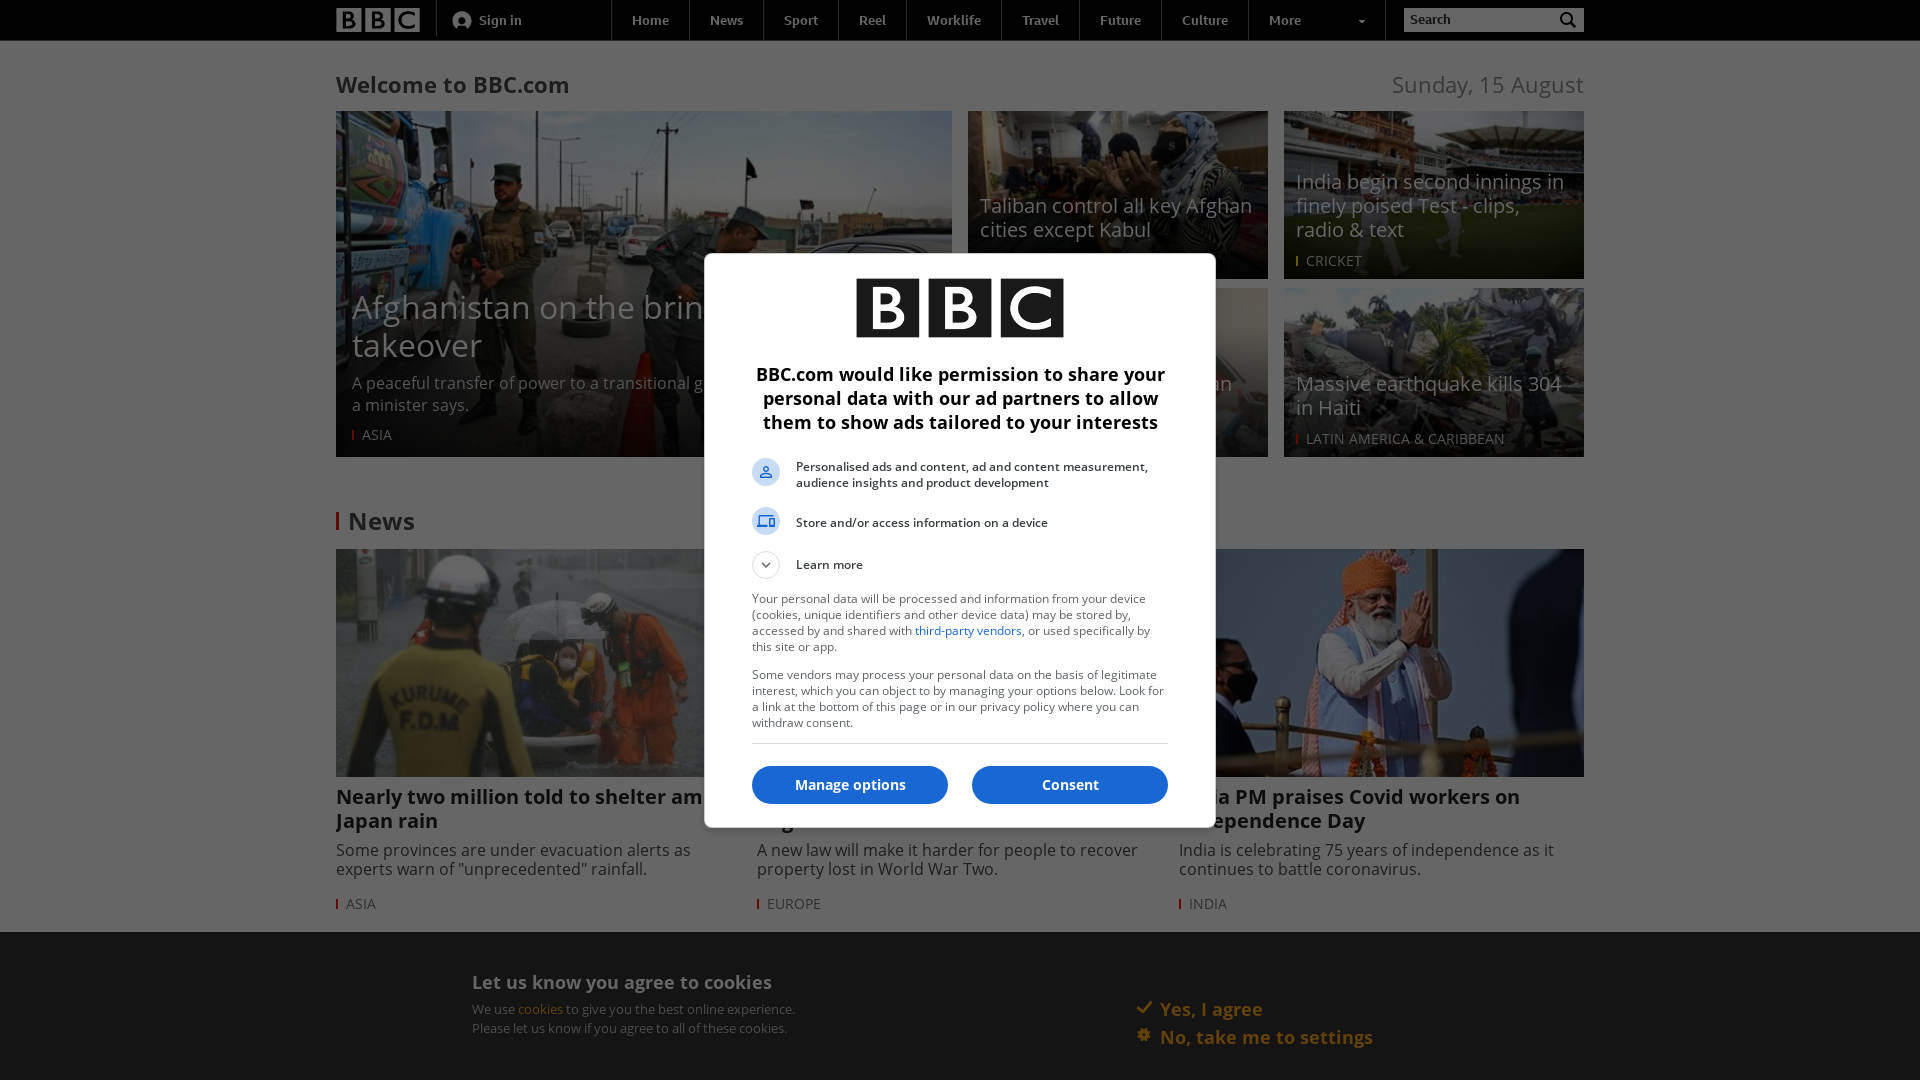 BBC
Sign in
Home
News
Sport
Reel
Worklife
Travel
Future
Culture
More
Search
Welcome to BBC.com
Sunday, 15 August
Afghanistan on the
takeover
A peaceful transfer of power to a transitional
a minister says.
ASIA
Taliban control all key Afghan
cities except Kabul
India begin second innings in
finely poised Test - clips,
radio & text
CRICKET
Massive earthquake kills 304
in Haiti
LATIN AMERICA & CARIBBEAN
BBC
BBC.com would like permission to share your
personal data with our ad partners to allow
them to show ads tailored to your interests
Personalised ads and content, ad and content measurement,
audience insights and product development
Store and/or access information on a device
Learn more
Your personal data will be processed and information from your device
(cookies, unique identifiers and other device data) may be stored by,
accessed by and shared with third-party vendors, or used specifically by
this site or app.
Some vendors may process your personal data on the basis of legitimate
interest, which you can object to by managing your options below. Look for
a link at the bottom of this page or in our privacy policy where you can
withdraw consent.
Manage options
Consent
News
KURUME
F.D.M
Nearly two million told to shelter
Japan rain
Some provinces are under evacuation alerts as
experts warn of "unprecedented" rainfall.
ASIA
A new law will make it harder for people to recover
property lost in World War Two.
EUROPE
PM praises Covid workers on
Day
India is celebrating 75 years of independence as it
continues to battle coronavirus.
INDIA
Let us know you agree to cookies
We use cookies to give you the best online experience.
Please let us know if you agree to all of these cookies.
Yes, I agree
No, take me to settings